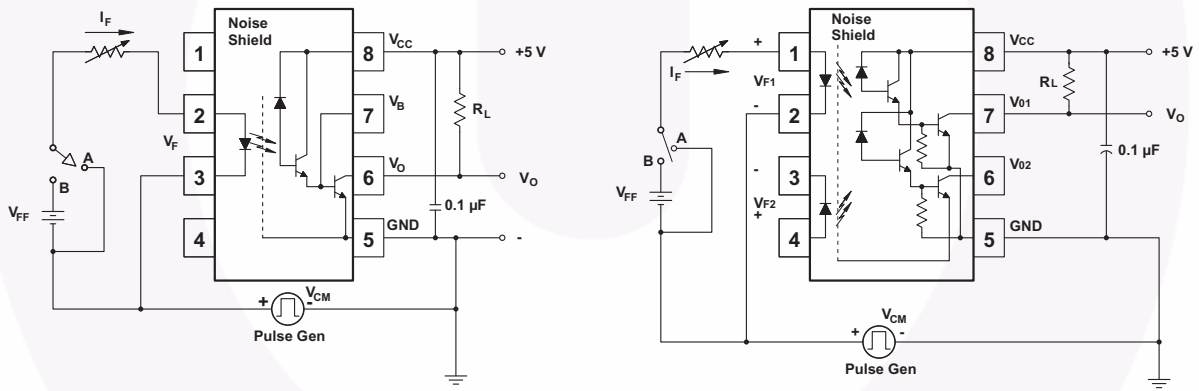 I_F
Noise
Shield
1
2
3
4
V_F
8
7
6
5
V_CC
V_B
V_O
GND
+5 V
R_L
V_O
0.1 µF
-
A
B
V_FF
+
V_CM
-
Pulse Gen
Noise
Shield
I_F
+
V_F1
-
-
V_F2
+
1
2
3
4
8
7
6
5
V_CC
V_01
V_02
GND
+5 V
R_L
V_O
0.1 µF
A
B
V_FF
V_CM
+
-
Pulse Gen